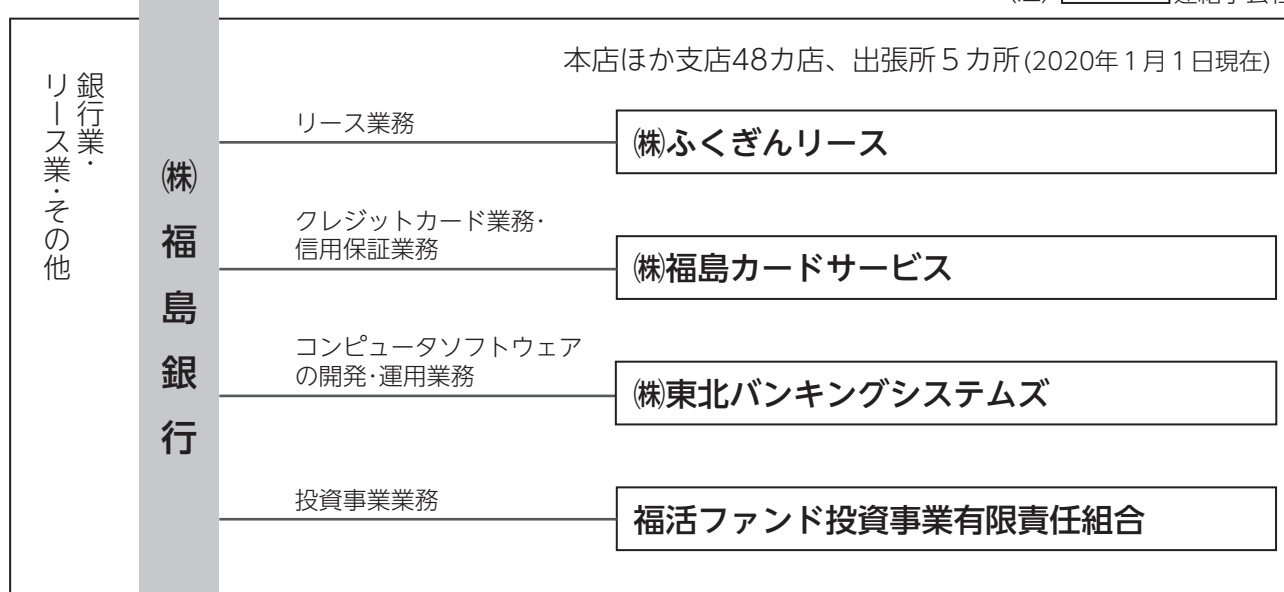 本店ほか支店48カ店、出張所5カ所(2020年1月1日現在)
銀行業・
リース業・その他
㈱福島銀行
リース業務
㈱ふくぎんリース
クレジットカード業務・
信用保証業務
㈱福島カードサービス
コンピュータソフトウェア
の開発・運用業務
㈱東北バンキングシステムズ
投資事業業務
福活ファンド投資事業有限責任組合